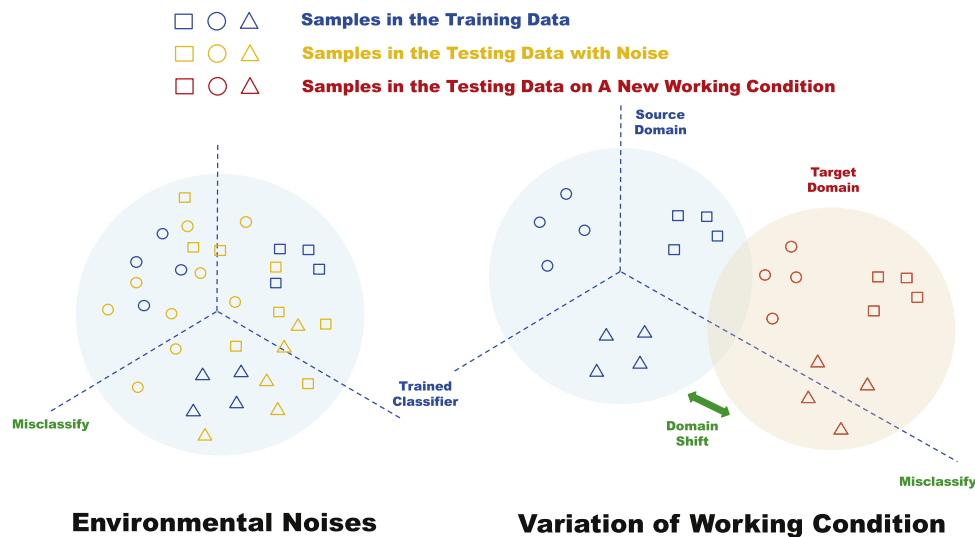 Samples in the Training Data
Samples in the Testing Data with Noise
Samples in the Testing Data on A New Working Condition
Source
Domain
Target
Domain
Trained
Classifier
Misclassify
Domain
Shift
Misclassify
Environmental Noises
Variation of Working Condition